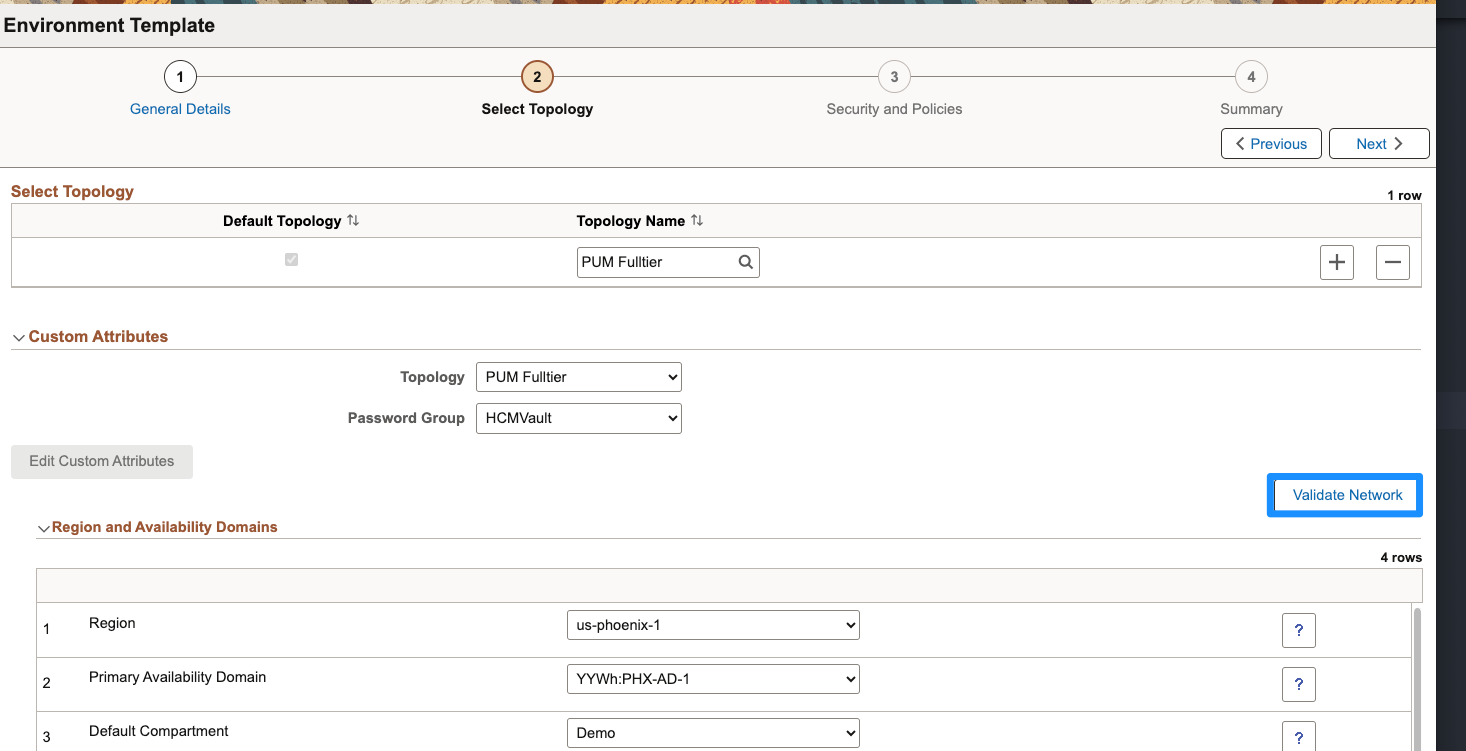 Environment Template
1 2 3 4
General Details Select Topology Security and Policies Summary
Previous Next
Select Topology
1 row
Default Topology Topology Name
PUM Fulltier
Custom Attributes
Topology PUM Fulltier
Password Group HCMVault
Edit Custom Attributes
Validate Network
Region and Availability Domains
4 rows
1 Region us-phoenix-1 ?
2 Primary Availability Domain YYWh:PHX-AD-1 ?
3 Default Compartment Demo ?